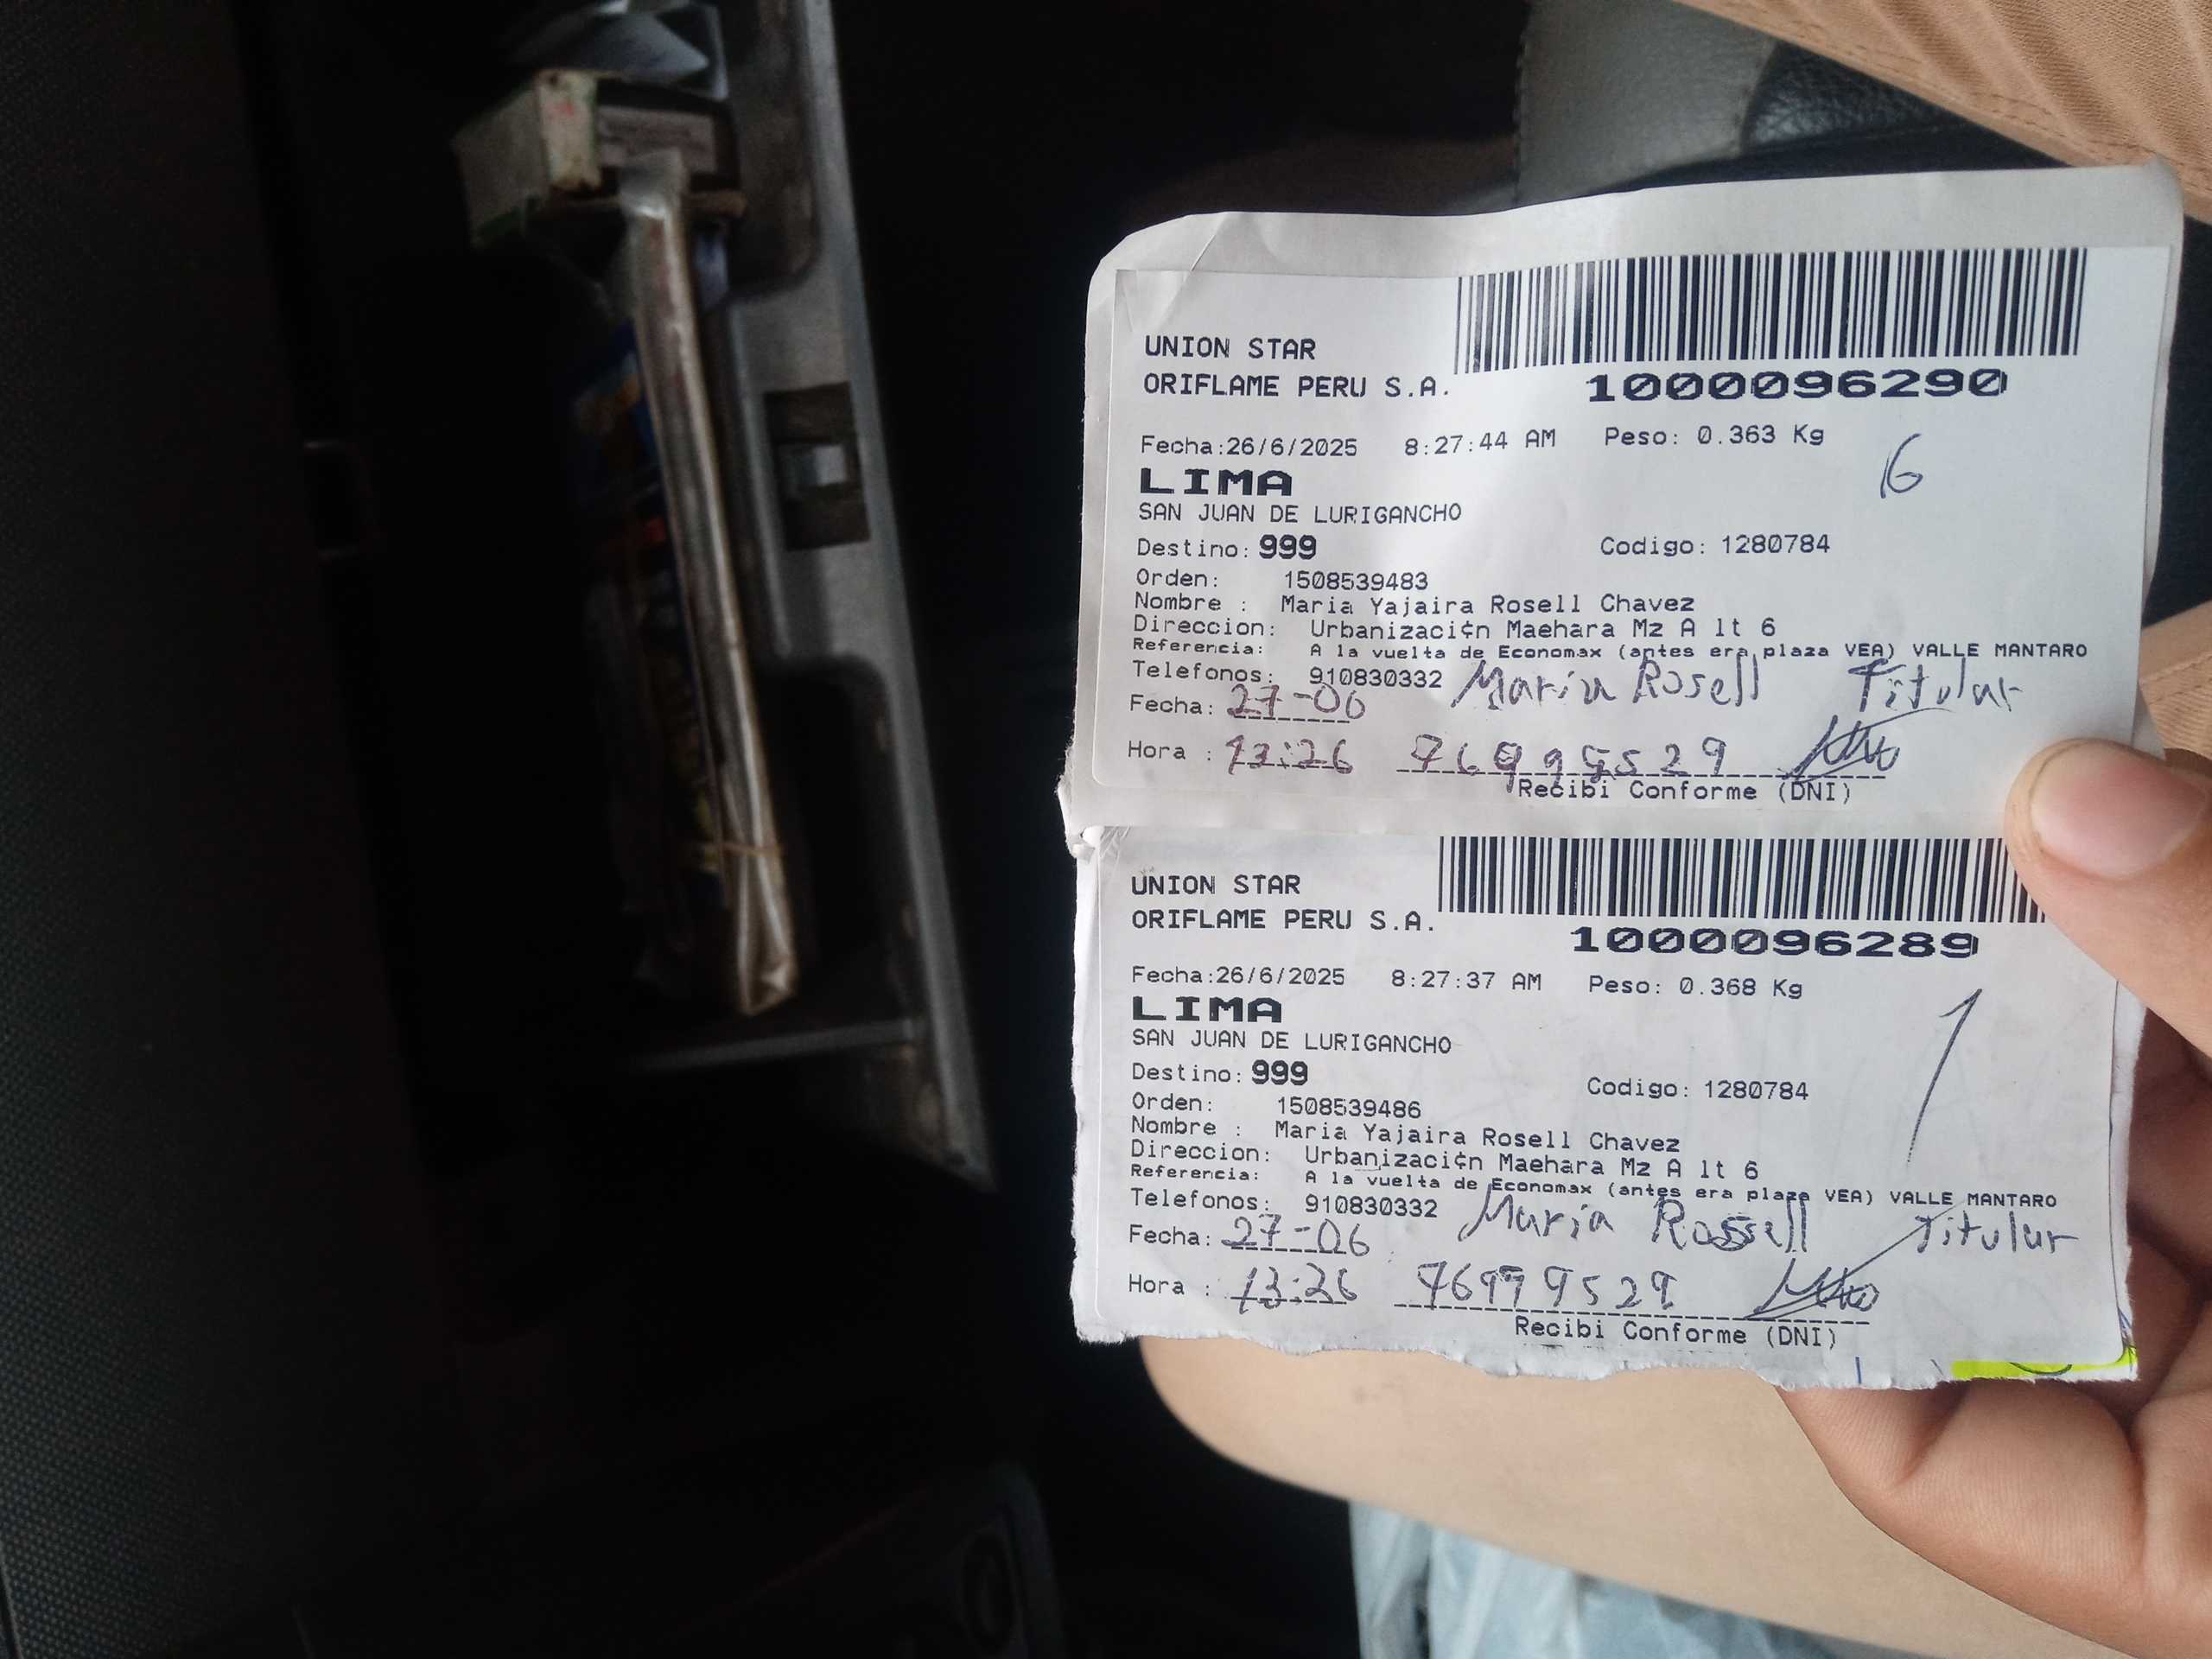 UNION STAR
ORIFLAME PERU S.A.
1000096290
Fecha:26/6/2025 8:27:44 AM Peso: 0.363 Kg
6
LIMA
SAN JUAN DE LURIGANCHO
Destino: 999 Codigo: 1280784
Orden: 1508539483
Nombre : Maria Yajaira Rosell Chavez
Direccion: Urbanizaci¢n Maehara Mz A lt 6
Referencia: A la vuelta de Economax (antes era plaza VEA) VALLE MANTARO
Telefonos: 910830332 Maria Rosell Titular
Fecha: 27-06
Hora : 13:26 76999529
Recibi Conforme (DNI)
UNION STAR
ORIFLAME PERU S.A.
1000096289
Fecha:26/6/2025 8:27:37 AM Peso: 0.368 Kg
1
LIMA
SAN JUAN DE LURIGANCHO
Destino: 999 Codigo: 1280784
Orden: 1508539486
Nombre : Maria Yajaira Rosell Chavez
Direccion: Urbanizaci¢n Maehara Mz A lt 6
Referencia: A la vuelta de Economax (antes era plaza VEA) VALLE MANTARO
Telefonos: 910830332 Maria Rossell Titular
Fecha: 27-06
Hora : 13:26 76999529
Recibi Conforme (DNI)